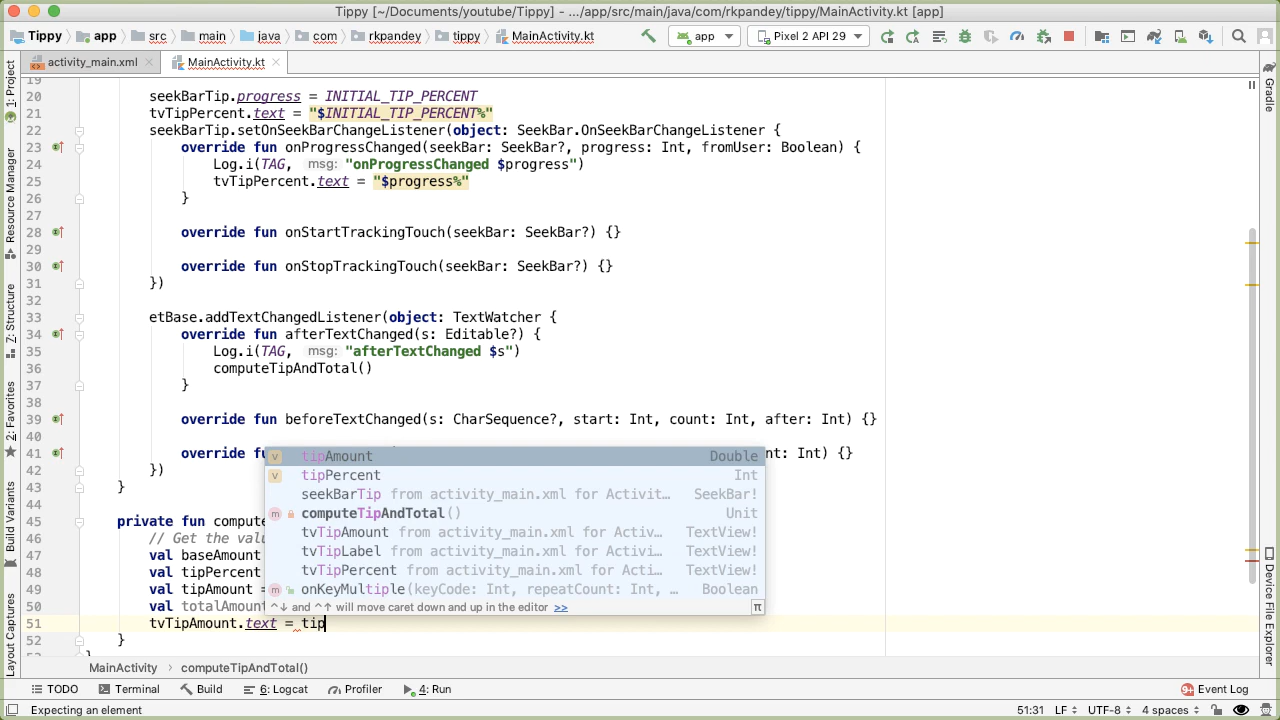 Tippy [~/Documents/youtube/Tippy] - .../app/src/main/java/com/rkpandey/tippy/MainActivity.kt [app]
Tippy app src main java com rkpandey tippy MainActivity.kt app Pixel 2 API 29
activity_main.xml MainActivity.kt
1: Project
Resource Manager
Z: Structure
2: Favorites
Build Variants
Layout Captures
19
20 seekBarTip.progress = INITIAL_TIP_PERCENT
21 tvTipPercent.text = "$INITIAL_TIP_PERCENT%"
22 seekBarTip.setOnSeekBarChangeListener(object: SeekBar.OnSeekBarChangeListener {
23 override fun onProgressChanged(seekBar: SeekBar?, progress: Int, fromUser: Boolean) {
24 Log.i(TAG, msg: "onProgressChanged $progress")
25 tvTipPercent.text = "$progress%"
26 }
27
28 override fun onStartTrackingTouch(seekBar: SeekBar?) {}
29
30 override fun onStopTrackingTouch(seekBar: SeekBar?) {}
31 })
32
33 etBase.addTextChangedListener(object: TextWatcher {
34 override fun afterTextChanged(s: Editable?) {
35 Log.i(TAG, msg: "afterTextChanged $s")
36 computeTipAndTotal()
37 }
38
39 override fun beforeTextChanged(s: CharSequence?, start: Int, count: Int, after: Int) {}
40
41 override fu nt: Int) {}
42 })
43 }
44
45 private fun compute
46 // Get the valu
47 val baseAmount
48 val tipPercent
49 val tipAmount =
50 val totalAmount
51 tvTipAmount.text = tip
52 }
tipAmount Double
tipPercent Int
seekBarTip from activity_main.xml for Activit... SeekBar!
computeTipAndTotal() Unit
tvTipAmount from activity_main.xml for Activ... TextView!
tvTipLabel from activity_main.xml for Activi... TextView!
tvTipPercent from activity_main.xml for Acti... TextView!
onKeyMultiple(keyCode: Int, repeatCount: Int, ... Boolean
^↓ and ^↑ will move caret down and up in the editor >> π
Gradle
Device File Explorer
MainActivity › computeTipAndTotal()
TODO Terminal Build 6: Logcat Profiler 4: Run 9+ Event Log
Expecting an element 51:31 LF UTF-8 4 spaces